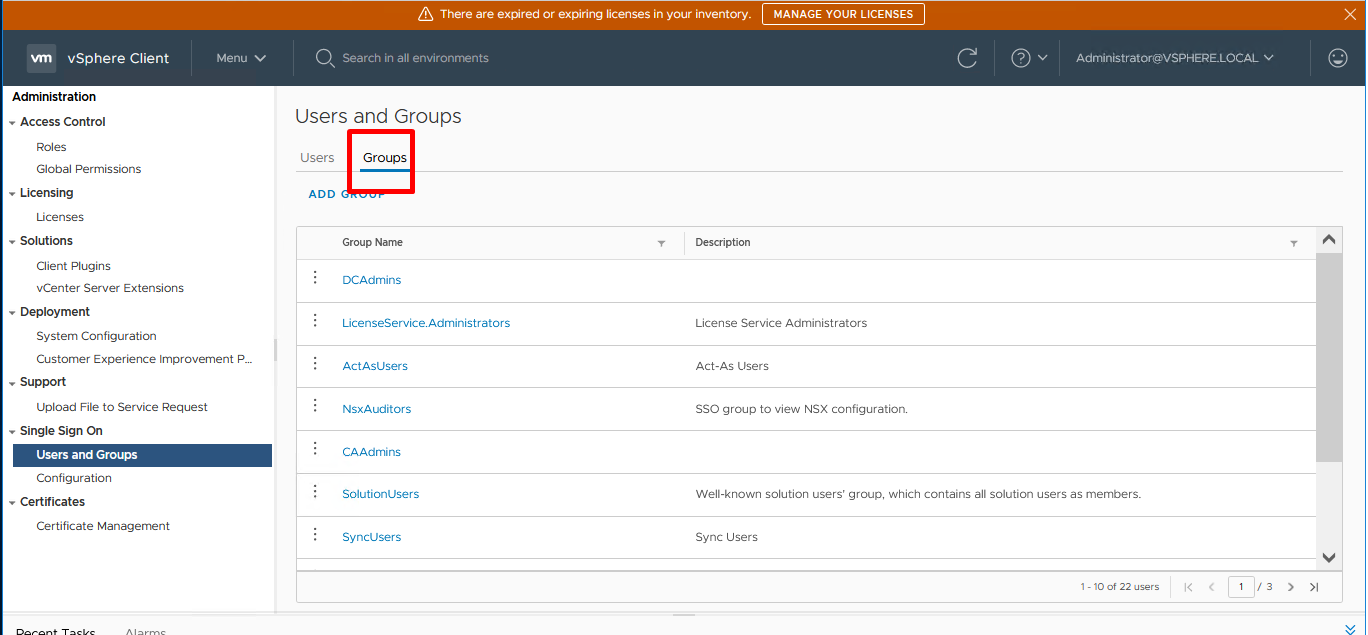 There are expired or expiring licenses in your inventory. MANAGE YOUR LICENSES
vm vSphere Client Menu Search in all environments Administrator@VSPHERE.LOCAL
Administration
Access Control
Roles
Global Permissions
Licensing
Licenses
Solutions
Client Plugins
vCenter Server Extensions
Deployment
System Configuration
Customer Experience Improvement P...
Support
Upload File to Service Request
Single Sign On
Users and Groups
Configuration
Certificates
Certificate Management
Users and Groups
Users Groups
ADD GROUP
Group Name Description
DCAdmins
LicenseService.Administrators License Service Administrators
ActAsUsers Act-As Users
NsxAuditors SSO group to view NSX configuration.
CAAdmins
SolutionUsers Well-known solution users' group, which contains all solution users as members.
SyncUsers Sync Users
1 - 10 of 22 users 1 / 3
Recent Tasks Alarms